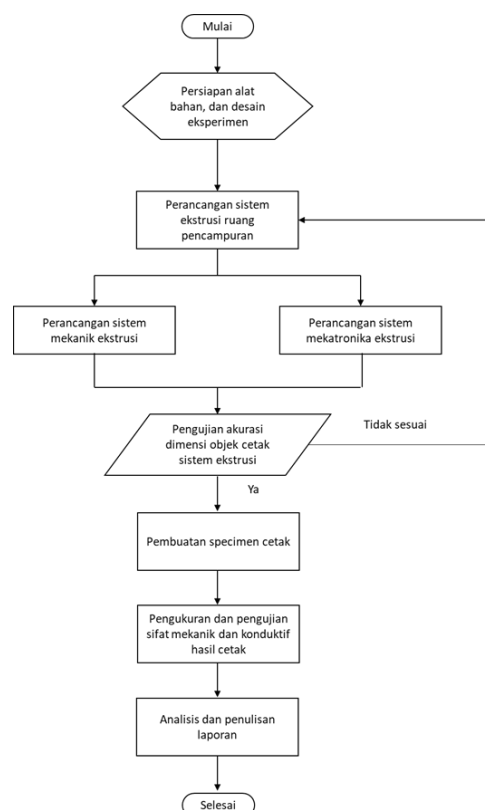 Mulai
Persiapan alat
bahan, dan desain
eksperimen
Perancangan sistem
ekstrusi ruang
pencampuran
Perancangan sistem
mekanik ekstrusi
Perancangan sistem
mekatronika ekstrusi
Pengujian akurasi
dimensi objek cetak
sistem ekstrusi
Tidak sesuai
Ya
Pembuatan specimen cetak
Pengukuran dan pengujian
sifat mekanik dan konduktif
hasil cetak
Analisis dan penulisan
laporan
Selesai